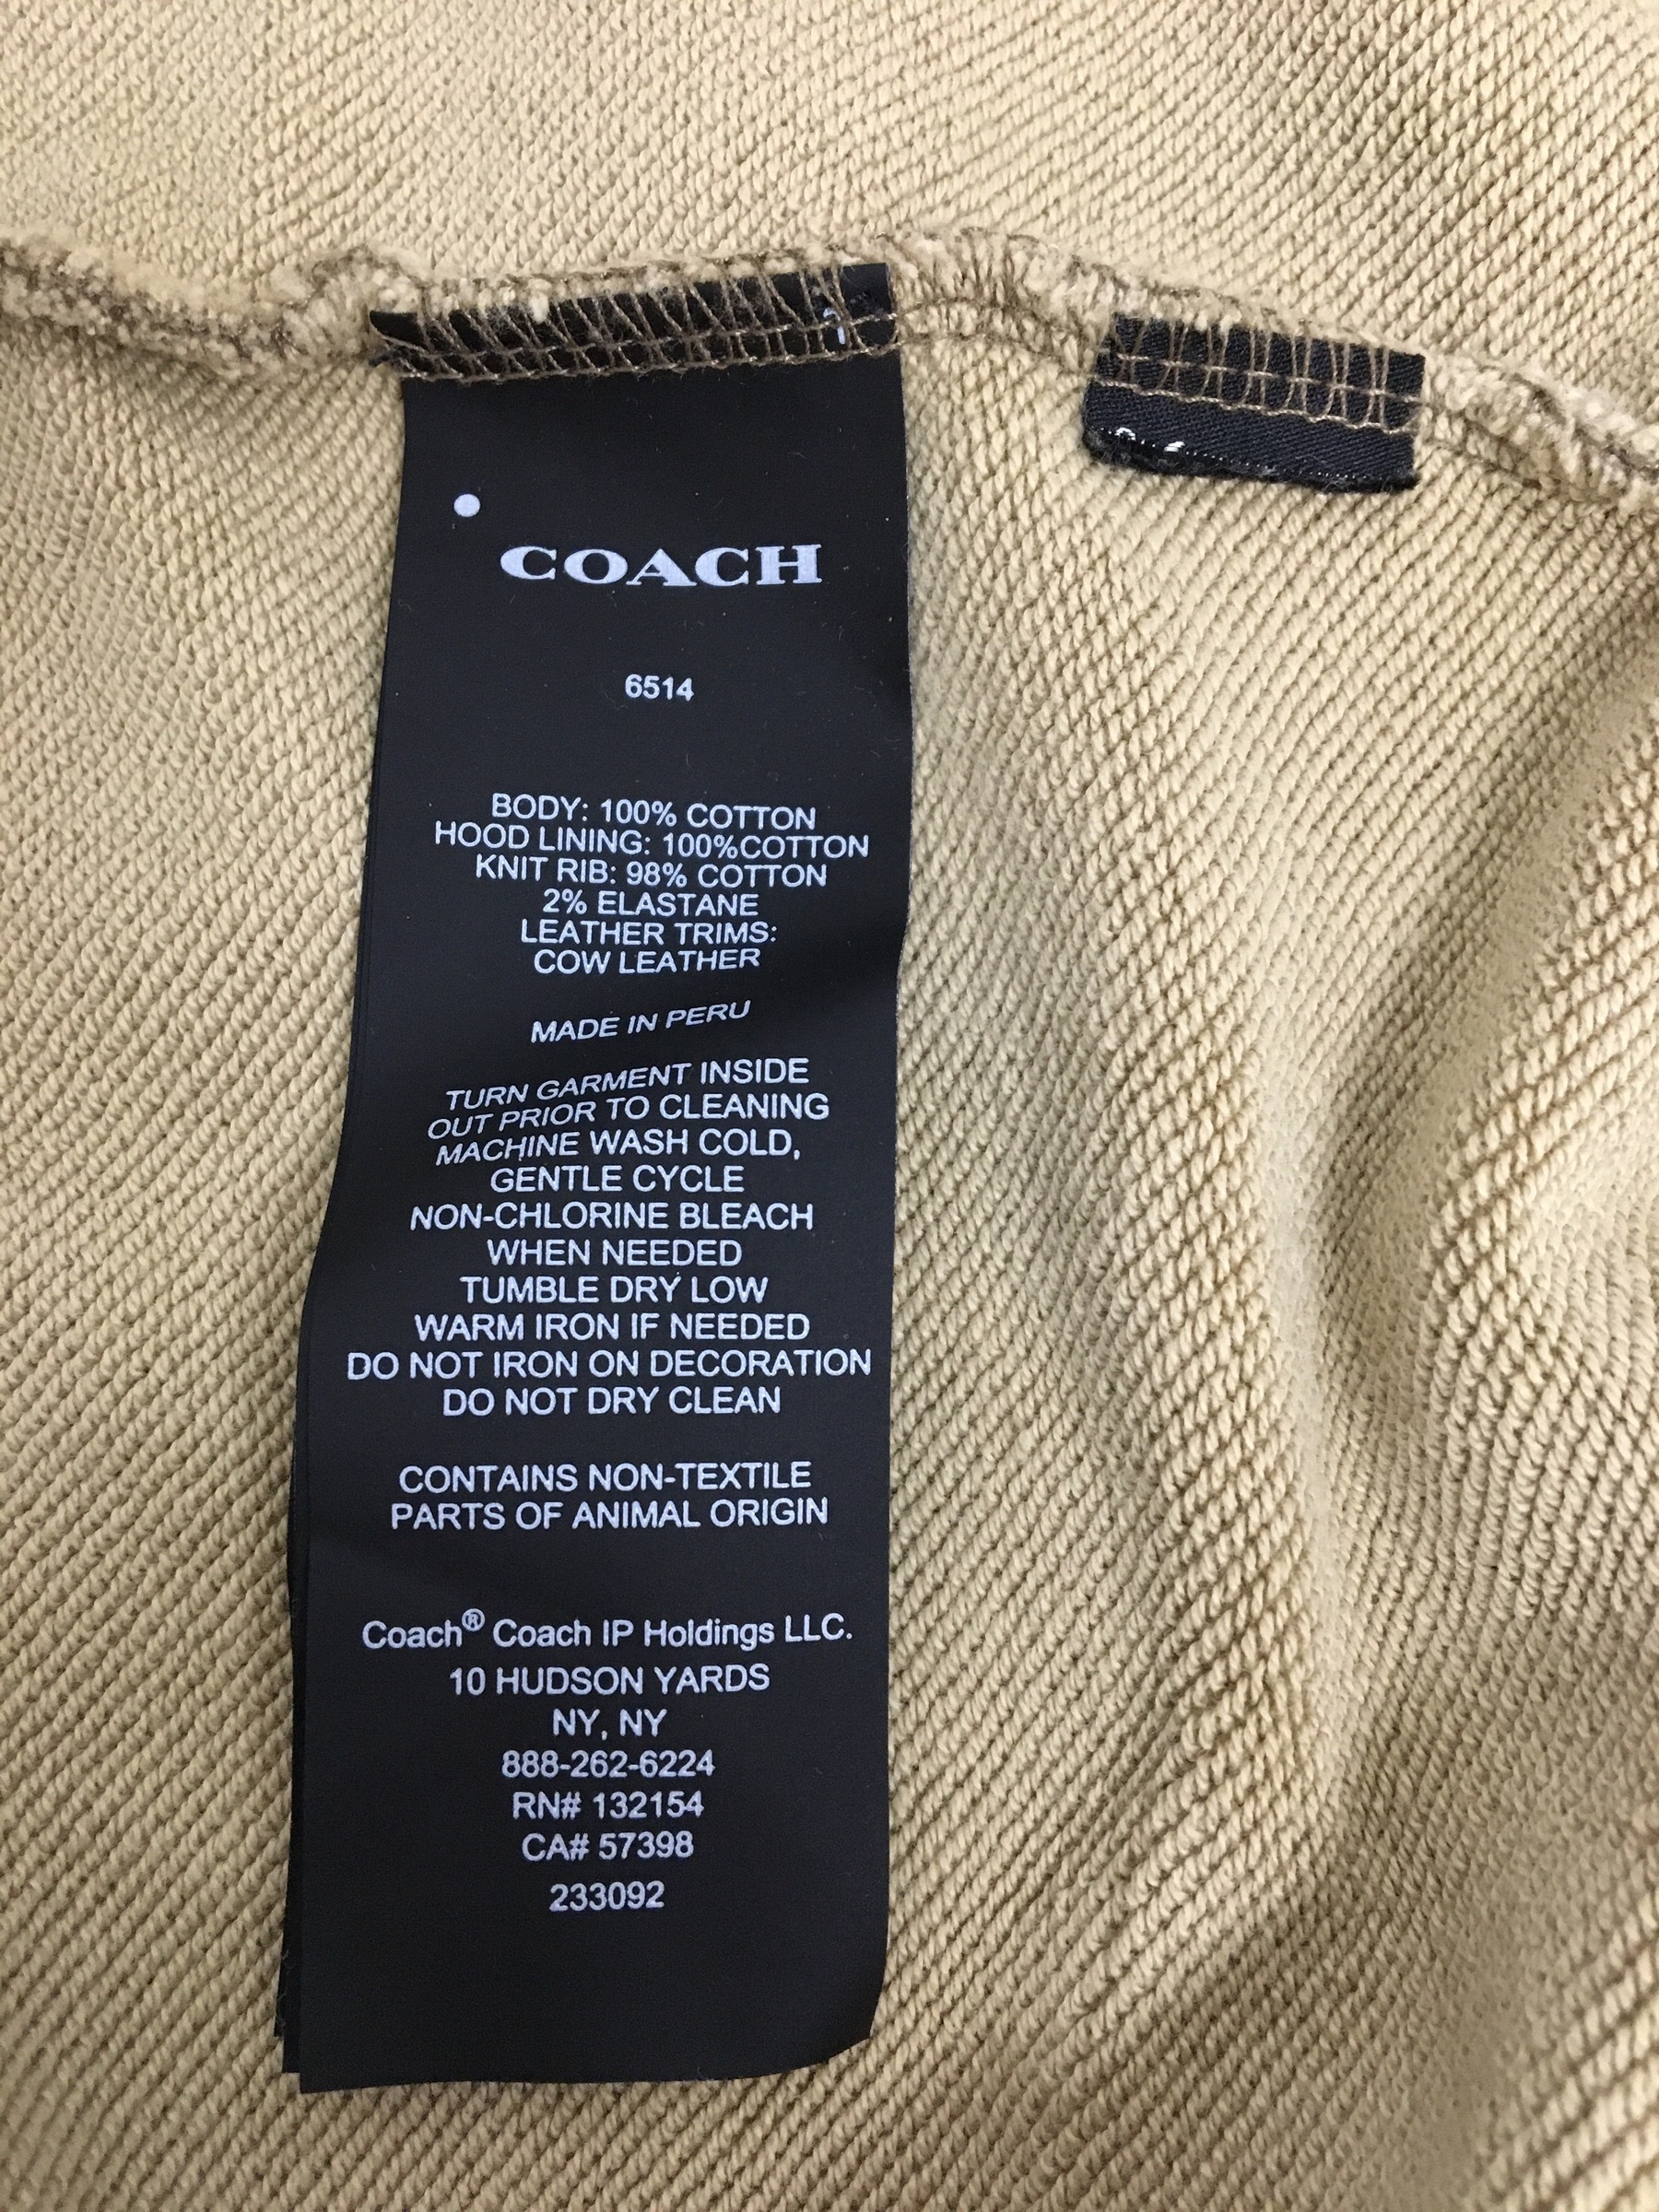 COACH
6514
BODY: 100% COTTON
HOOD LINING: 100%COTTON
KNIT RIB: 98% COTTON
2% ELASTANE
LEATHER TRIMS:
COW LEATHER
MADE IN PERU
TURN GARMENT INSIDE
OUT PRIOR TO CLEANING
MACHINE WASH COLD,
GENTLE CYCLE
NON-CHLORINE BLEACH
WHEN NEEDED
TUMBLE DRY LOW
WARM IRON IF NEEDED
DO NOT IRON ON DECORATION
DO NOT DRY CLEAN
CONTAINS NON-TEXTILE
PARTS OF ANIMAL ORIGIN
Coach® Coach IP Holdings LLC.
10 HUDSON YARDS
NY, NY
888-262-6224
RN# 132154
CA# 57398
233092